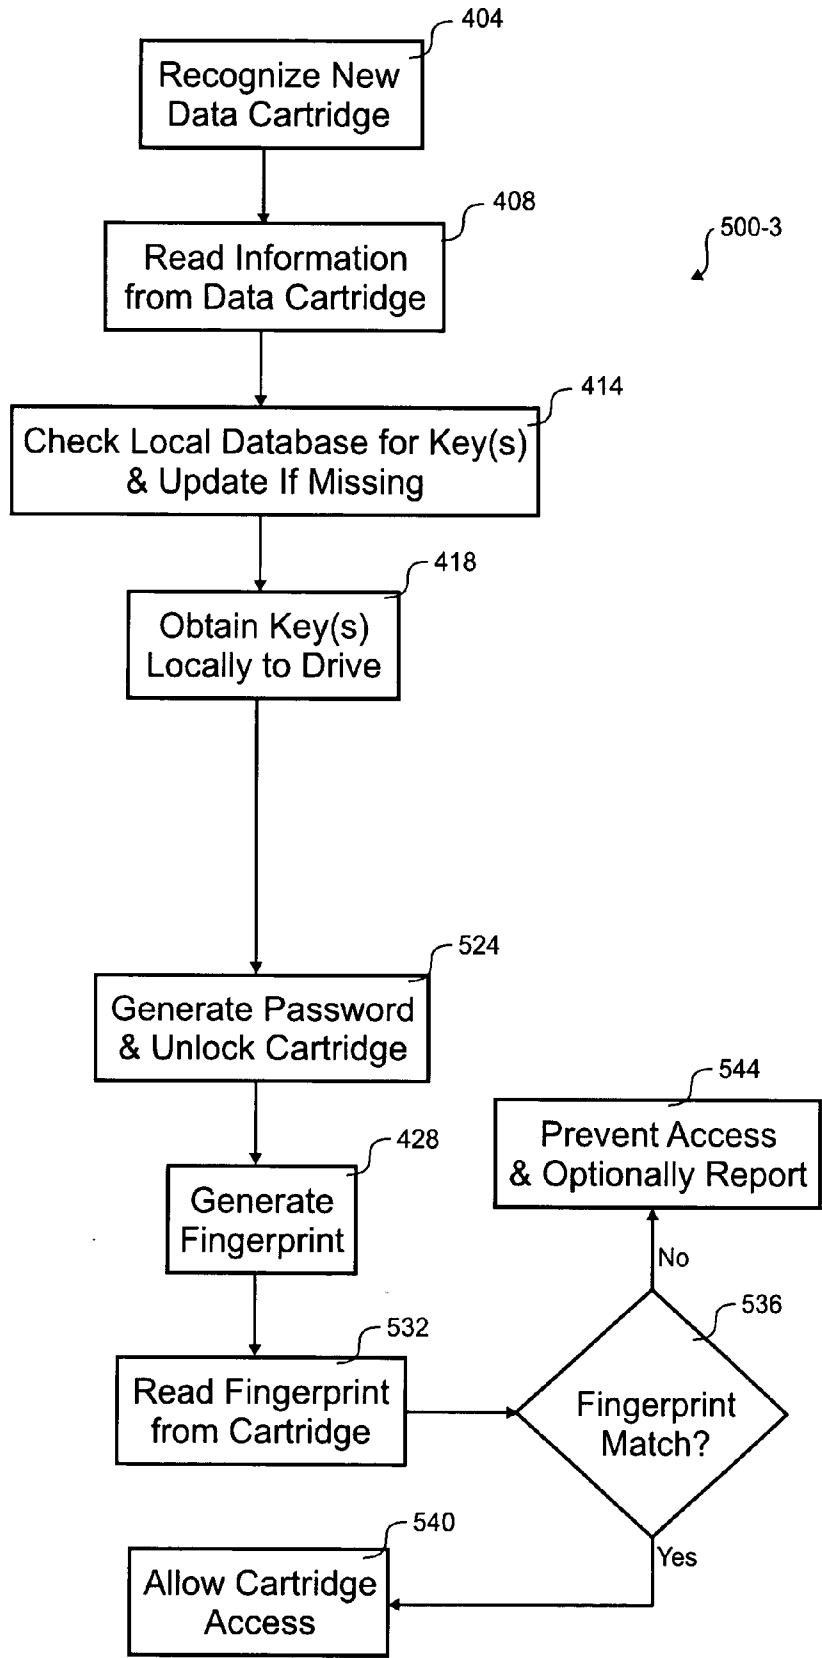 404
Recognize New
Data Cartridge
408
500-3
Read Information
from Data Cartridge
414
Check Local Database for Key(s)
& Update If Missing
418
Obtain Key(s)
Locally to Drive
524
Generate Password
& Unlock Cartridge
544
Prevent Access
& Optionally Report
428
Generate
Fingerprint
No
536
532
Read Fingerprint
from Cartridge
Fingerprint
Match?
540
Yes
Allow Cartridge
Access